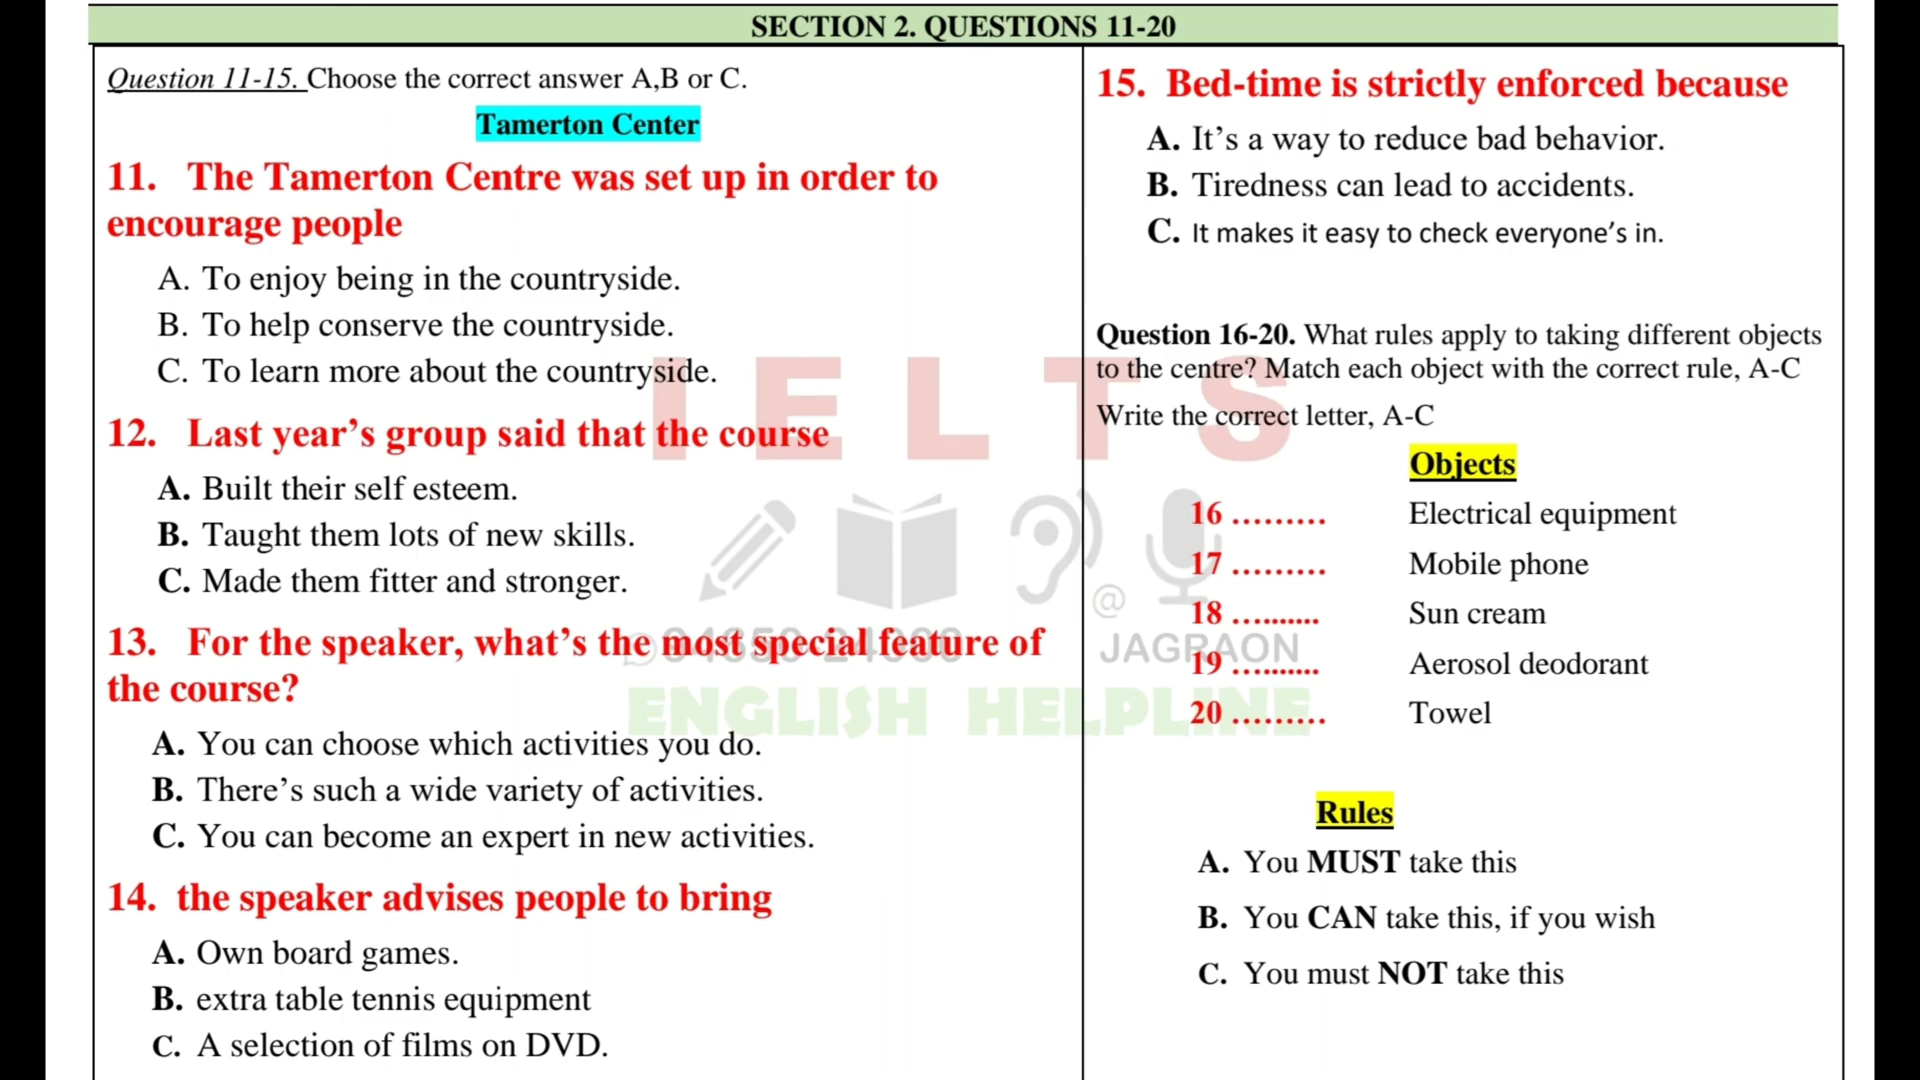 SECTION 2. QUESTIONS 11-20
Question 11-15. Choose the correct answer A,B or C.
Tamerton Center
11. The Tamerton Centre was set up in order to
encourage people
A. To enjoy being in the countryside.
B. To help conserve the countryside.
C. To learn more about the countryside.
12. Last year's group said that the course
A. Built their self esteem.
B. Taught them lots of new skills.
C. Made them fitter and stronger.
13. For the speaker, what's the most special feature of
the course?
A. You can choose which activities you do.
B. There's such a wide variety of activities.
C. You can become an expert in new activities.
14. the speaker advises people to bring
A. Own board games.
B. extra table tennis equipment
C. A selection of films on DVD.
15. Bed-time is strictly enforced because
A. It's a way to reduce bad behavior.
B. Tiredness can lead to accidents.
C. It makes it easy to check everyone's in.
Question 16-20. What rules apply to taking different objects
to the centre? Match each object with the correct rule, A-C
Write the correct letter, A-C
Objects
16 ......... Electrical equipment
17 ......... Mobile phone
18 ......... Sun cream
19 ......... Aerosol deodorant
20 ......... Towel
Rules
A. You MUST take this
B. You CAN take this, if you wish
C. You must NOT take this
IELTS
@ JAGRAON
ENGLISH HELPLINE